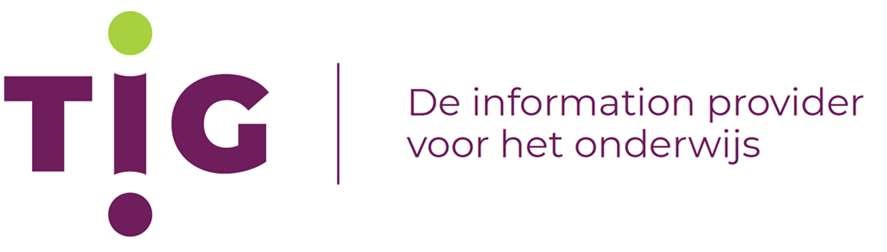 TiG
De information provider
voor het onderwijs